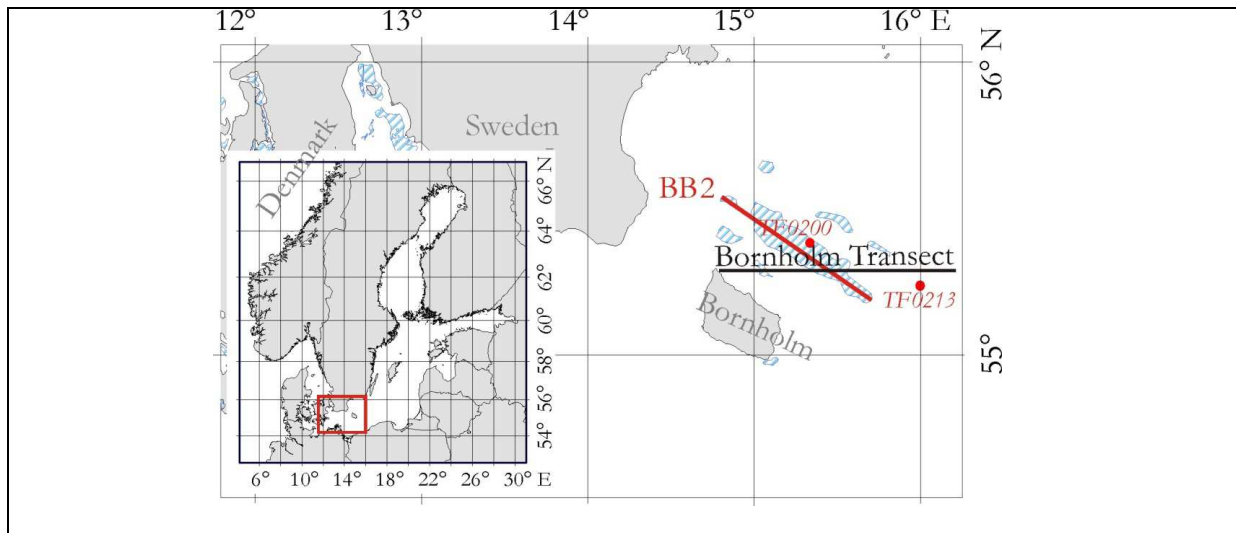 12° 13° 14° 15° 16° E
56° N
Sweden
Denmark
BB2
TF0200
Bornholm Transect
TF0213
Bornholm
55°
N
66°
64°
62°
60°
58°
56°
54°
6° 10° 14° 18° 22° 26° 30° E